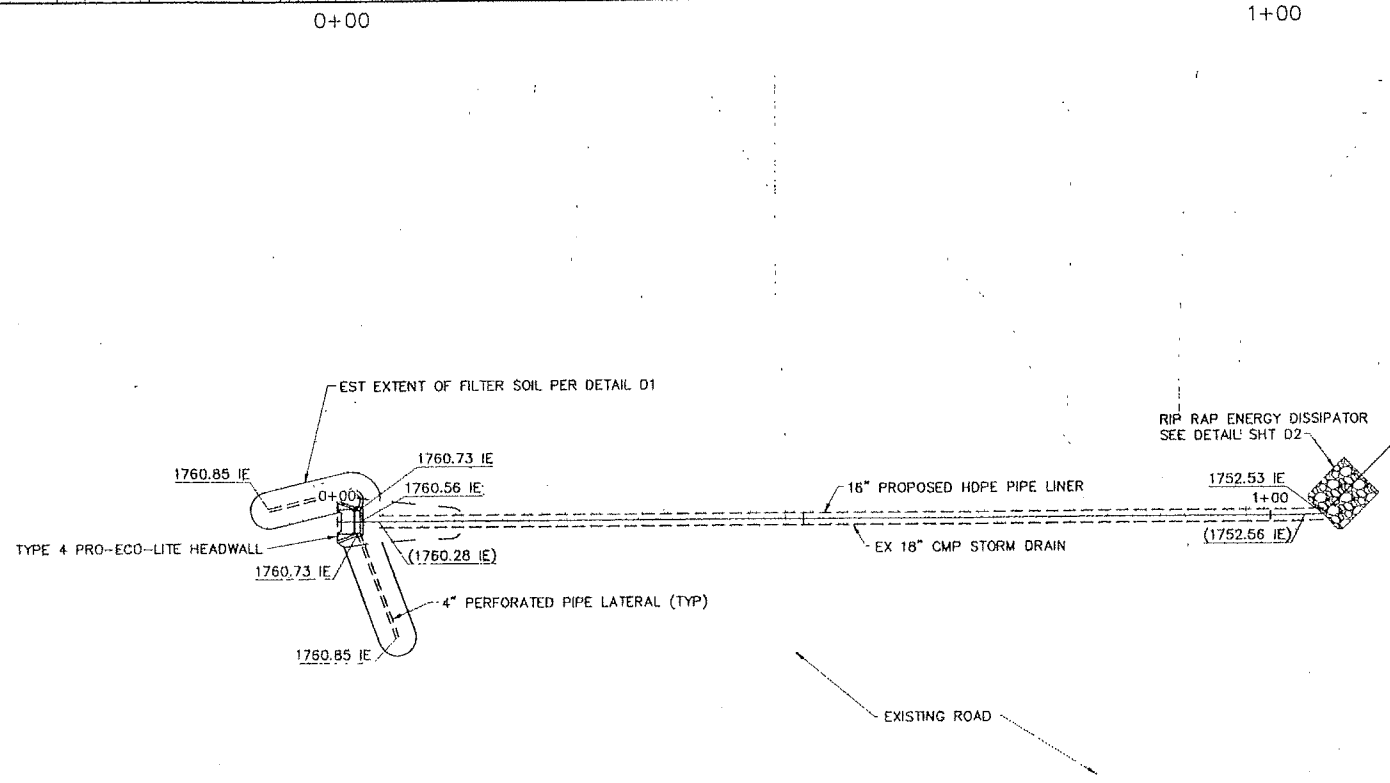 0+00
1+00
EST EXTENT OF FILTER SOIL PER DETAIL D1
RIP RAP ENERGY DISSIPATOR
SEE DETAIL SHT D2
1760.73 IE
1760.85 IE
1760.56 IE
0+00
16" PROPOSED HDPE PIPE LINER
1752.53 IE
1+00
TYPE 4 PRO-ECO-LITE HEADWALL
(1760.28 IE)
EX 18" CMP STORM DRAIN
(1752.56 IE)
1760.73 IE
4" PERFORATED PIPE LATERAL (TYP)
1760.85 IE
EXISTING ROAD